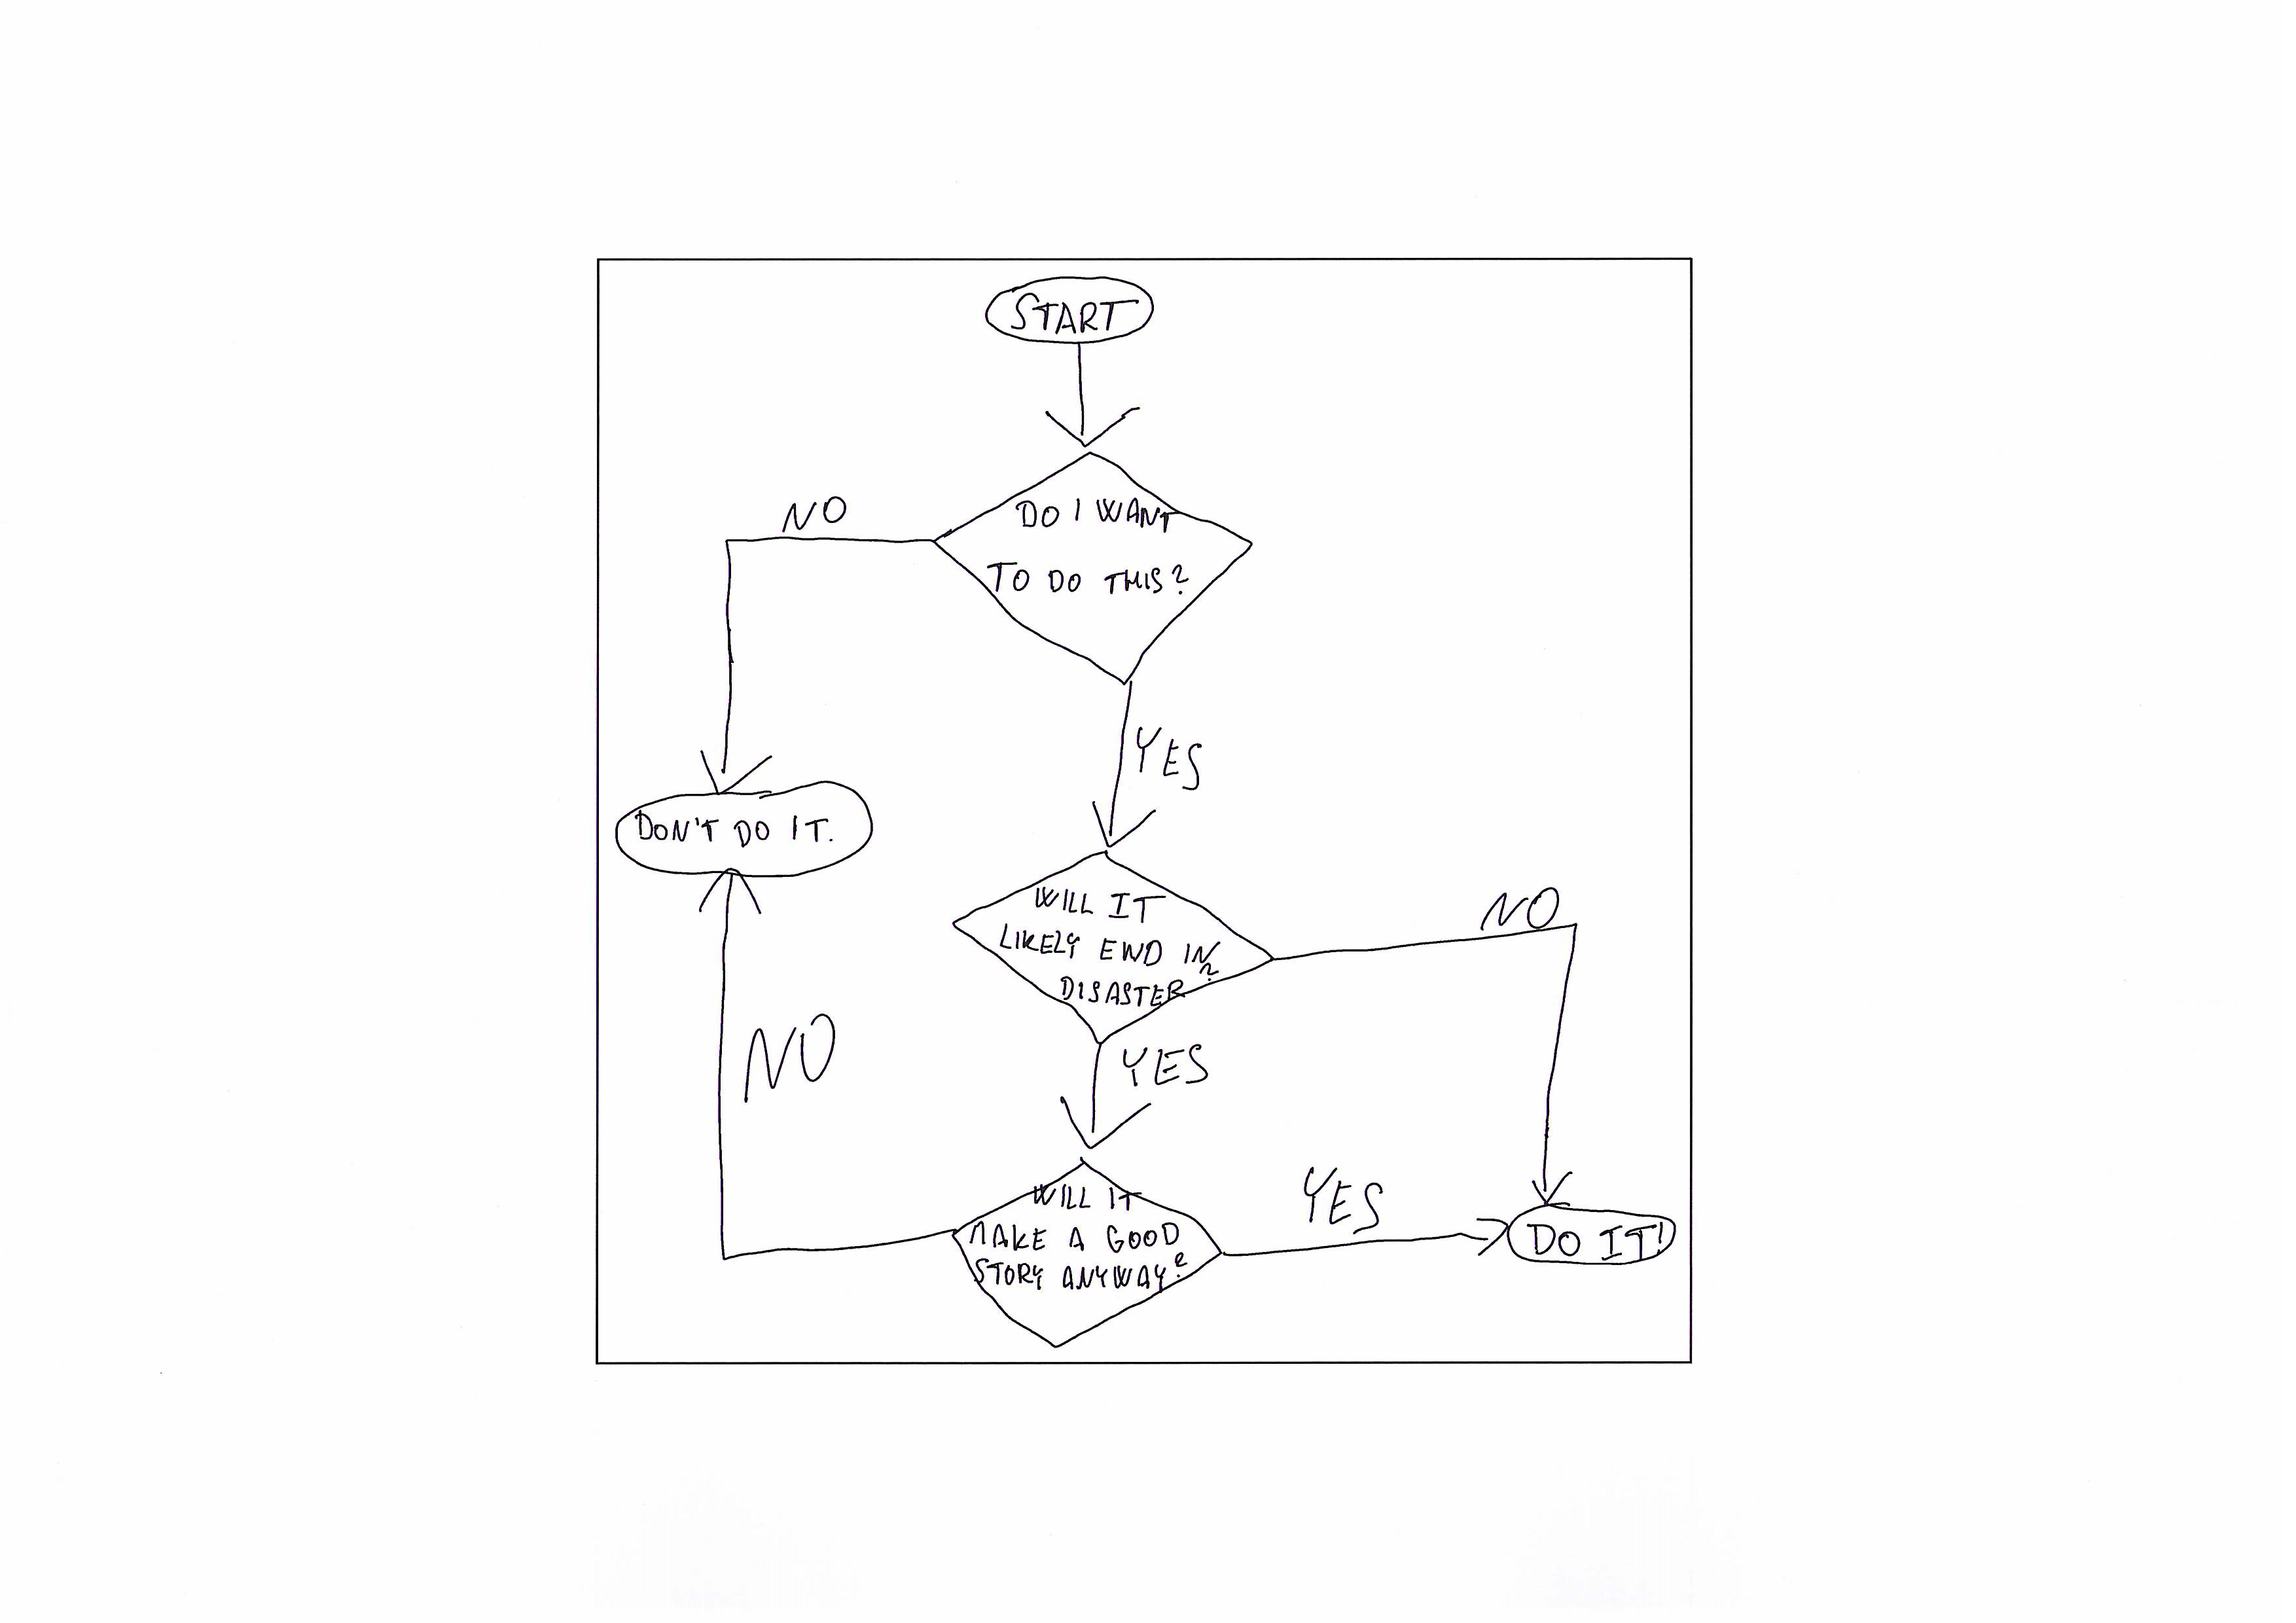 START
NO
DO I WANT
TO DO THIS?
YES
DON'T DO IT.
WILL IT
LIKELY END IN
DISASTER?
NO
NO
YES
WILL IT
MAKE A GOOD
STORY ANYWAY?
YES
DO IT!